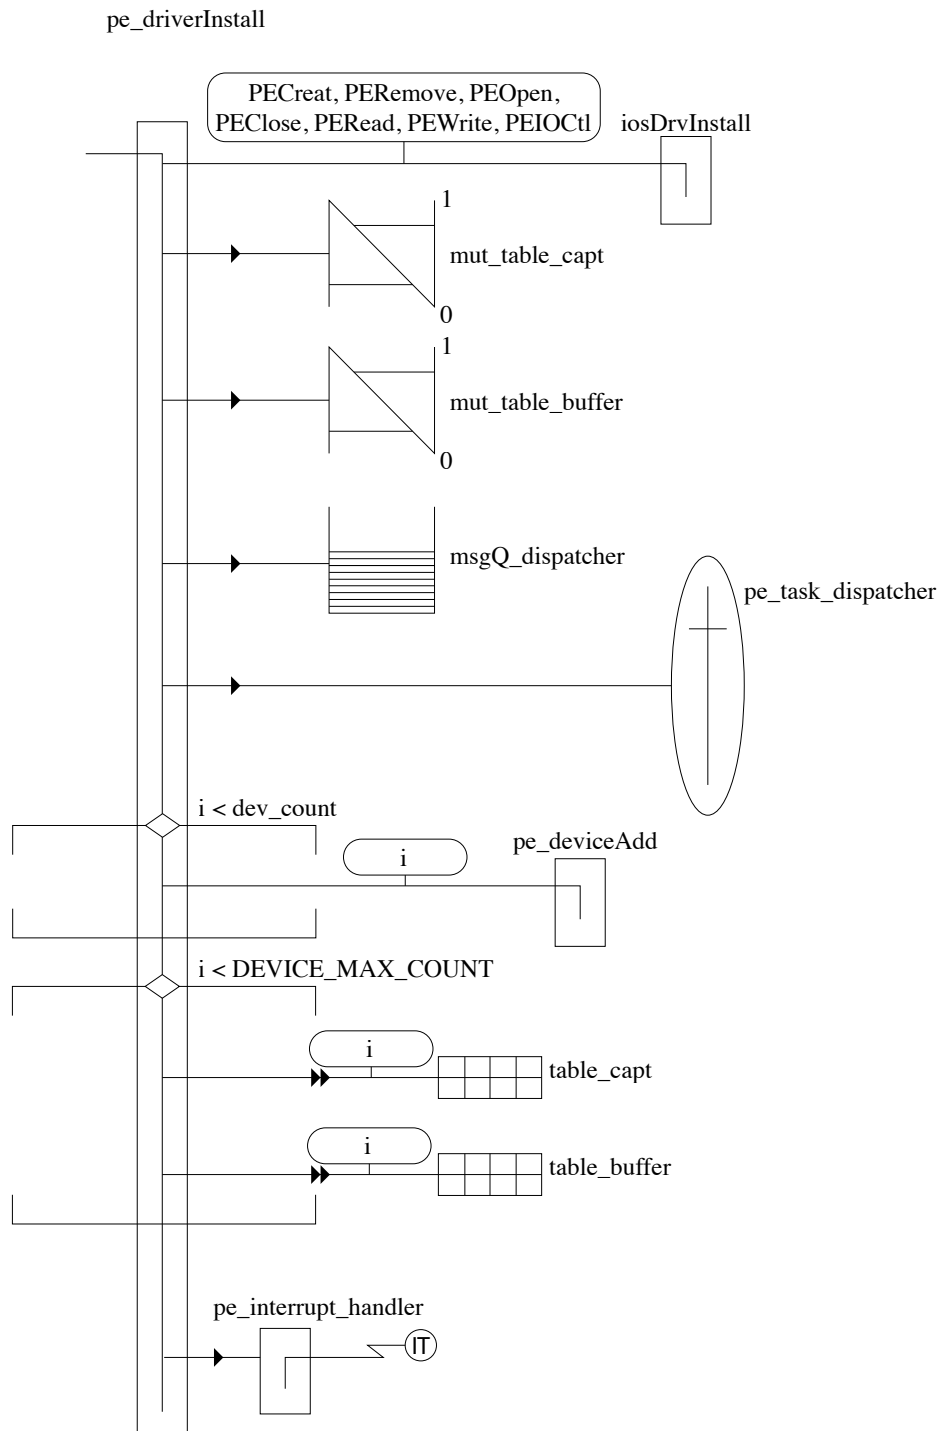 pe_driverInstall
PECreat, PERemove, PEOpen,
PEClose, PERead, PEWrite, PEIOCtl
iosDrvInstall
1
mut_table_capt
0
1
mut_table_buffer
0
msgQ_dispatcher
pe_task_dispatcher
i < dev_count
i
pe_deviceAdd
i < DEVICE_MAX_COUNT
i
table_capt
i
table_buffer
pe_interrupt_handler
IT